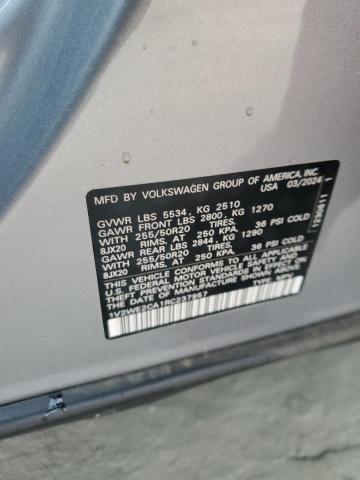 MFD BY VOLKSWAGEN GROUP OF AMERICA, INC.
USA 03/2024
GVWR LBS 5534, KG 2510
GAWR FRONT LBS 2800, KG 1270
WITH 255/50R20 TIRES, 36 PSI COLD
8JX20 RIMS, AT 250 KPA.
GAWR REAR LBS 2844, KG 1290
WITH 255/50R20 TIRES, 36 PSI COLD
8JX20 RIMS, AT 250 KPA.
THIS VEHICLE CONFORMS TO ALL APPLICABLE
U.S. FEDERAL MOTOR VEHICLE SAFETY AND
IN EFFECT ON THE DATE OF
MANUFACTURE SHOWN ABOVE.
1V2WE2CA1RC237957
TYPE